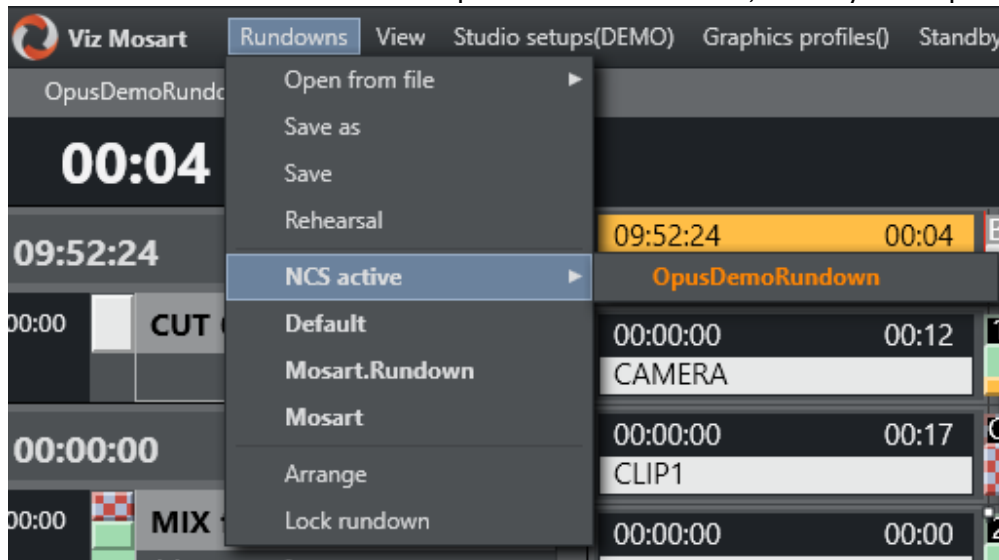 Viz Mosart Rundowns View Studio setups(DEMO) Graphics profiles() Standby
OpusDemoRundo
Open from file
Save as
00:04
Save
Rehearsal
09:52:24 00:04
09:52:24
NCS active
OpusDemoRundown
00:00 CUT
Default
00:00:00 00:12
Mosart.Rundown
CAMERA
Mosart
00:00:00 00:17
00:00:00
CLIP1
Arrange
00:00 MIX
Lock rundown
00:00:00 00:00